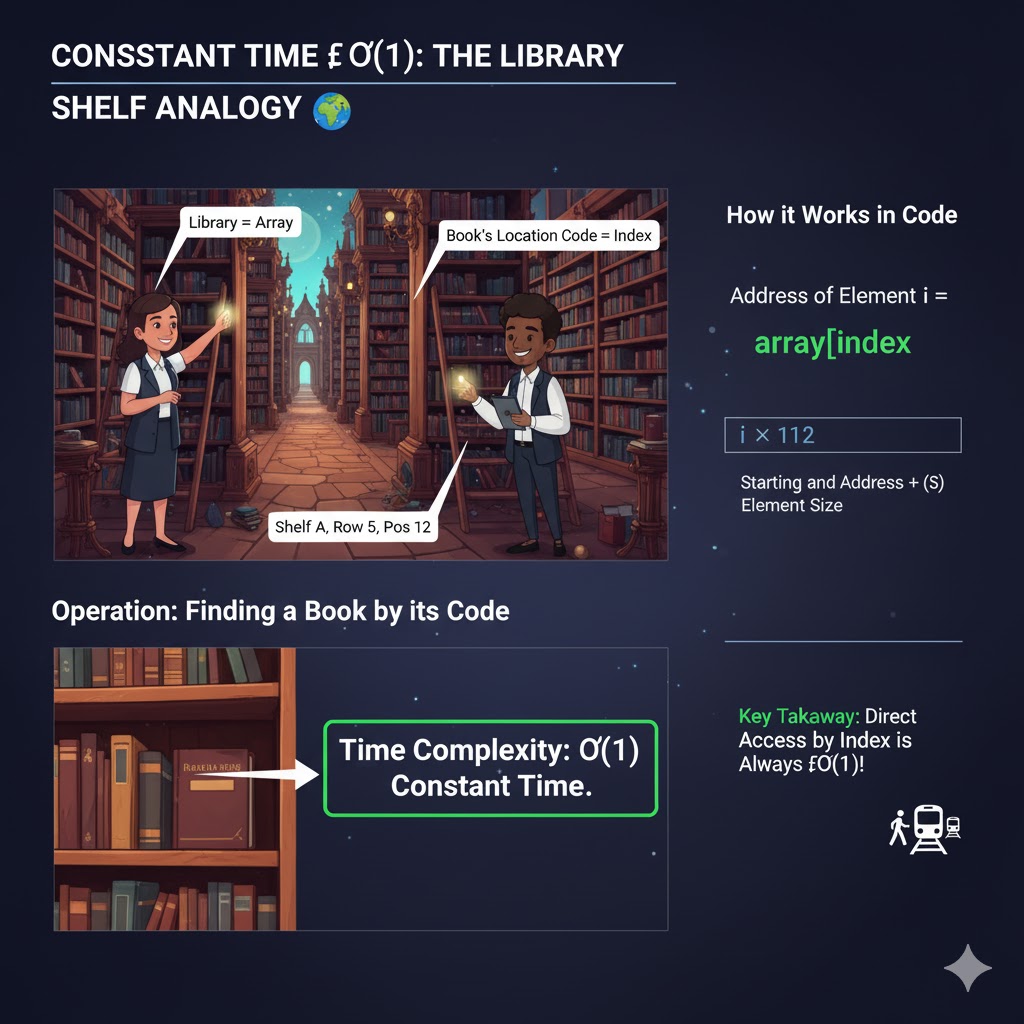 CONSSTANT TIME ₤ Ơ(1): THE LIBRARY
SHELF ANALOGY
Library = Array
Book's Location Code = Index
Shelf A, Row 5, Pos 12
How it Works in Code
Address of Element i =
array[index
i × 112
Starting and Address + (S)
Element Size
Operation: Finding a Book by its Code
Time Complexity: Ơ(1)
Constant Time.
Key Takaway: Direct
Access by Index is
Always ₤Ơ(1)!